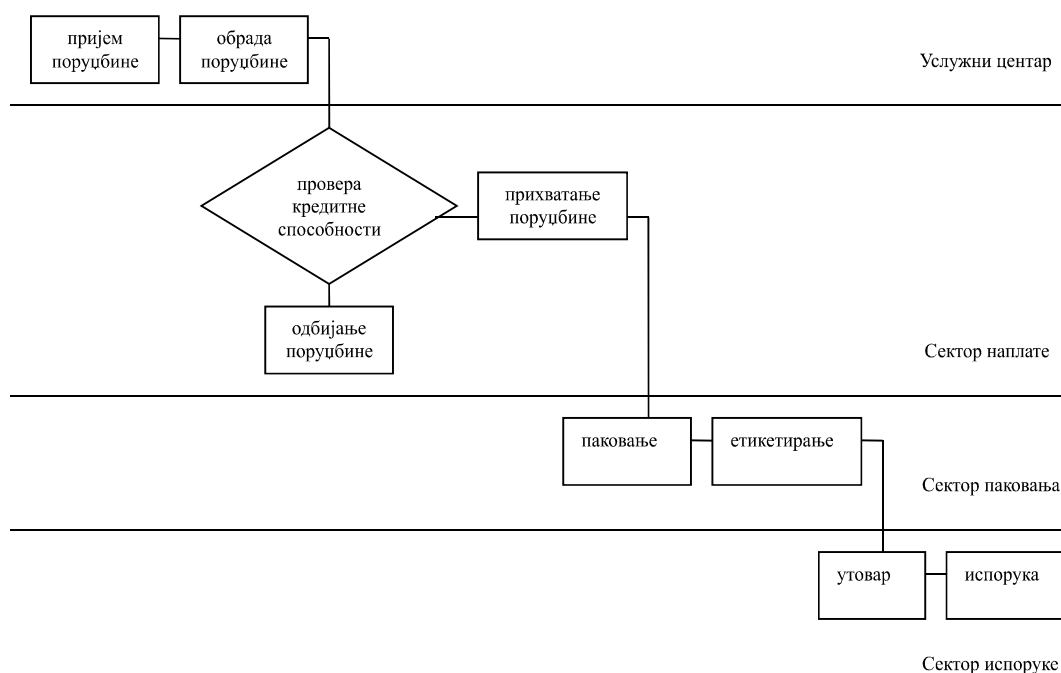 пријем
поруџбине
обрада
поруџбине
Услужни центар
провера
кредитне
способности
прихватање
поруџбине
одбијање
поруџбине
Сектор наплате
паковање
етикетирање
Сектор паковања
утовар
испорука
Сектор испоруке